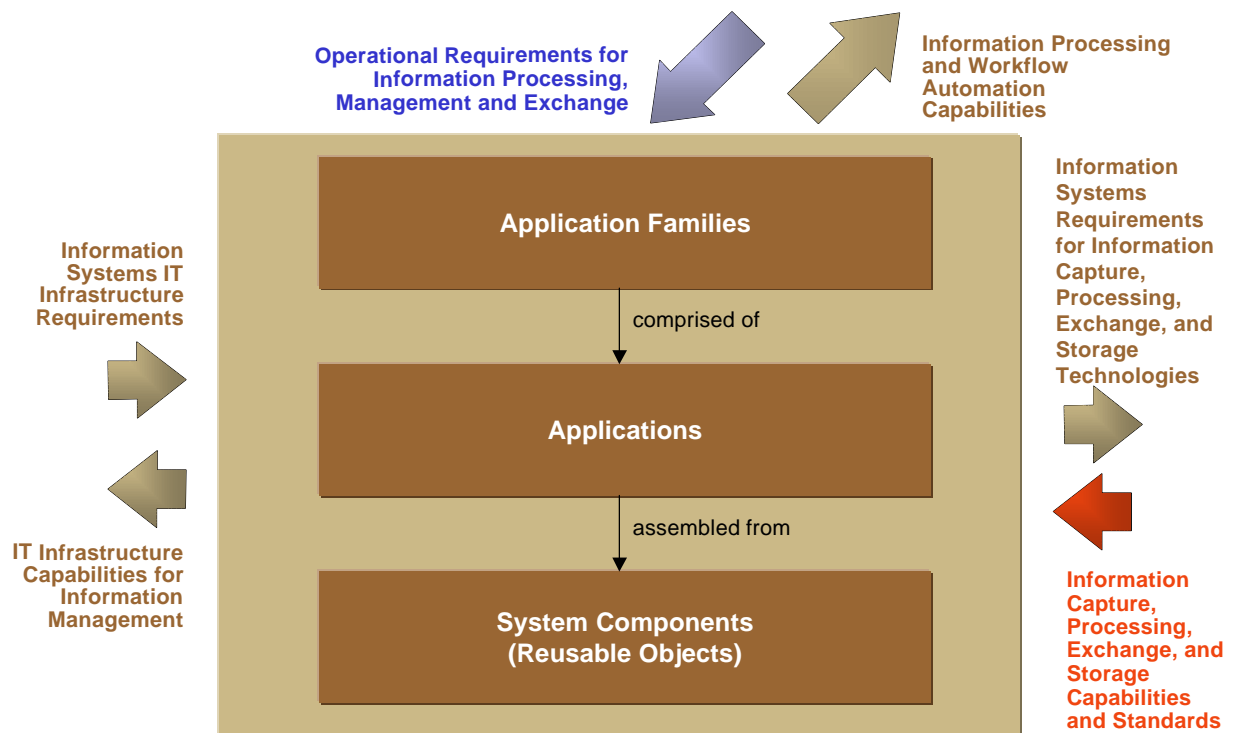 Operational Requirements for
Information Processing,
Management and Exchange
Information Processing
and Workflow
Automation
Capabilities
Application Families
comprised of
Applications
assembled from
System Components
(Reusable Objects)
Information
Systems IT
Infrastructure
Requirements
IT Infrastructure
Capabilities for
Information
Management
Information
Systems
Requirements
for Information
Capture,
Processing,
Exchange, and
Storage
Technologies
Information
Capture,
Processing,
Exchange, and
Storage
Capabilities
and Standards